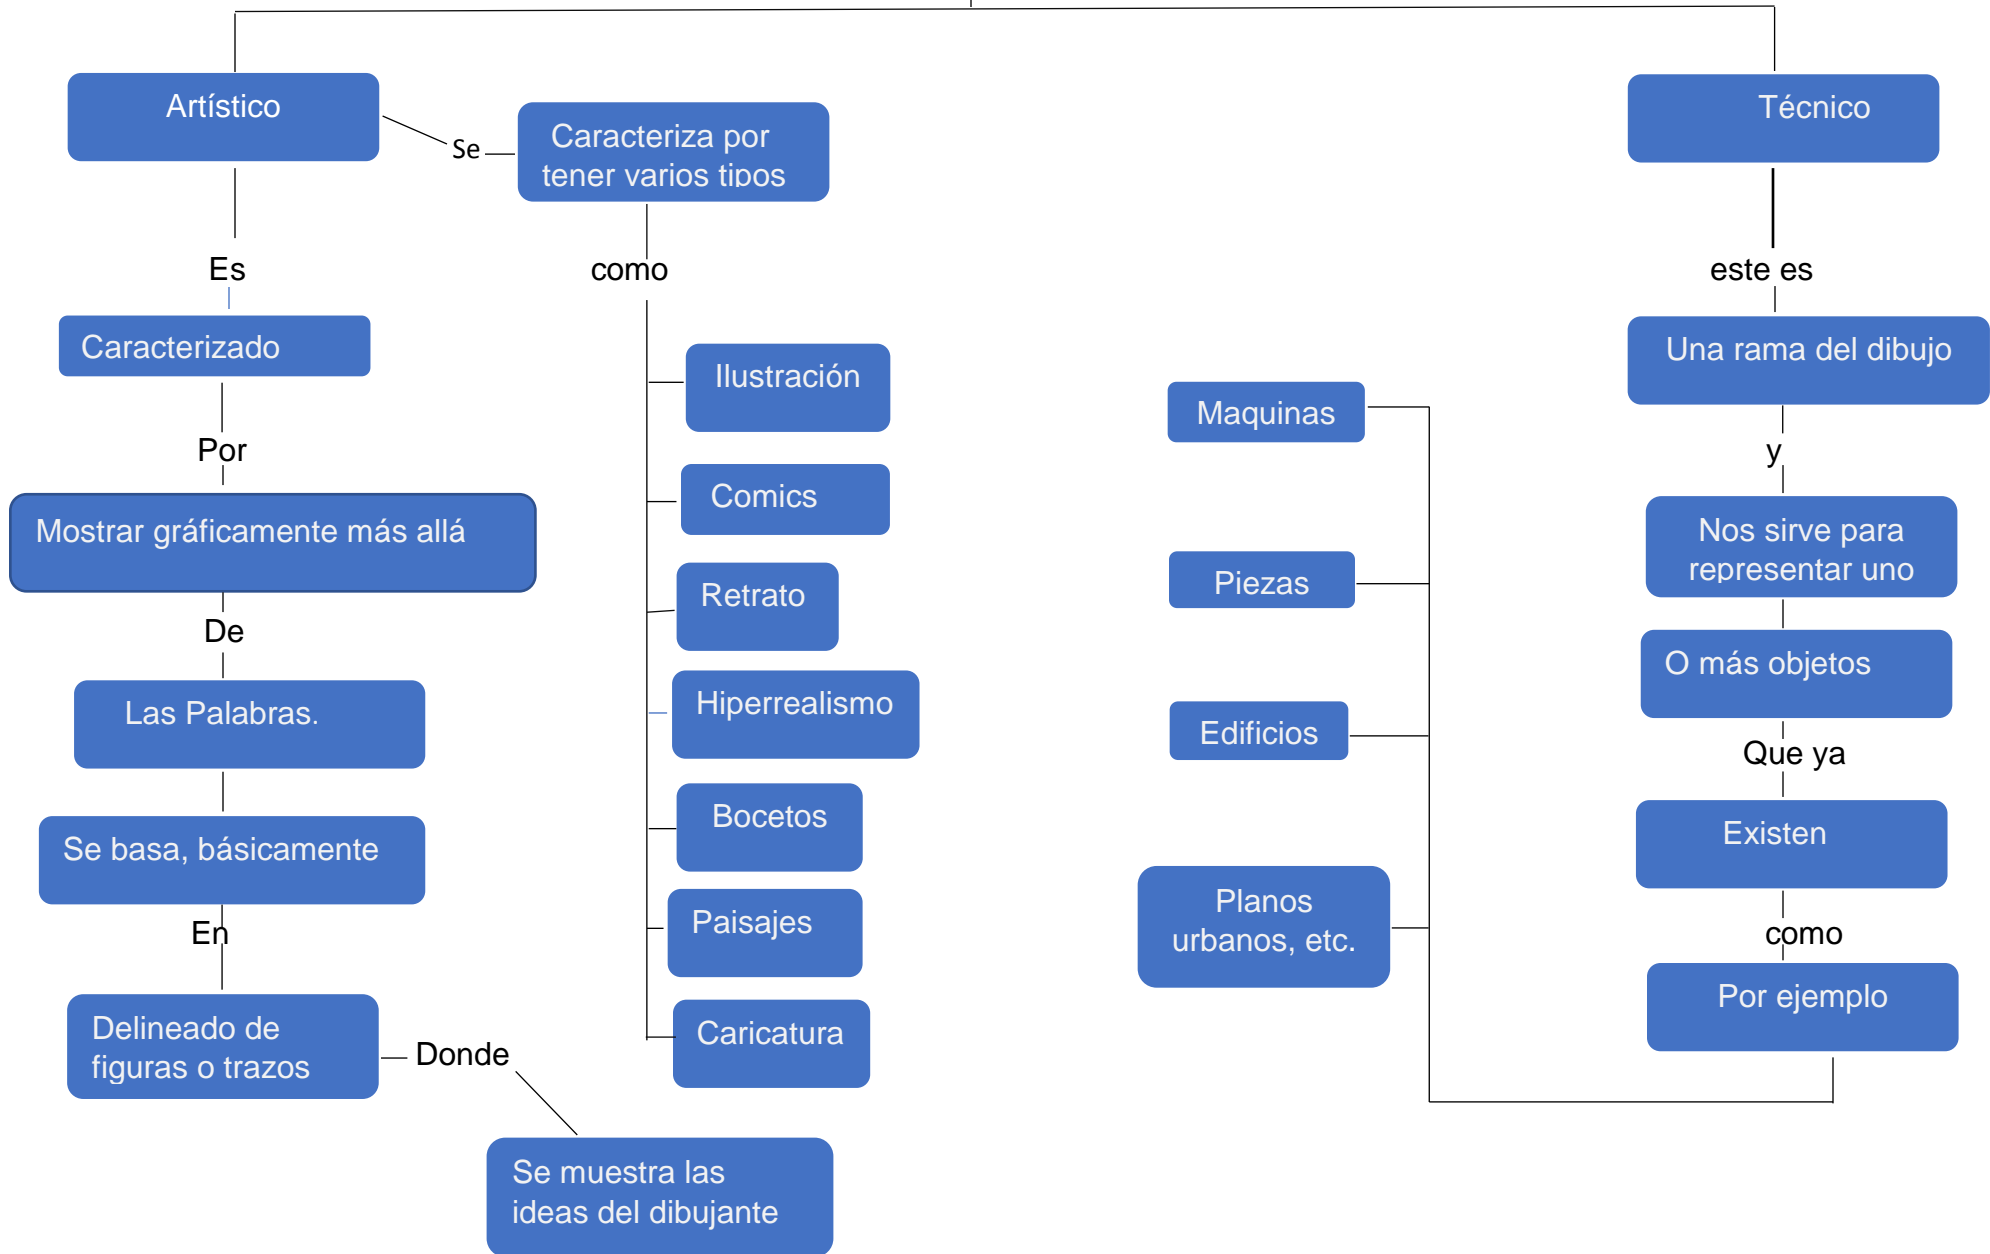 Artístico
Se
Caracteriza por
tener varios tipos
Técnico
Es
como
este es
Caracterizado
Ilustración
Una rama del dibujo
Maquinas
Por
Comics
y
Mostrar gráficamente más allá
Nos sirve para
representar uno
Piezas
Retrato
De
O más objetos
Las Palabras.
Hiperrealismo
Edificios
Que ya
Se basa, básicamente
Bocetos
Existen
En
Paisajes
Planos
urbanos, etc.
como
Delineado de
figuras o trazos
Donde
Caricatura
Por ejemplo
Se muestra las
ideas del dibujante